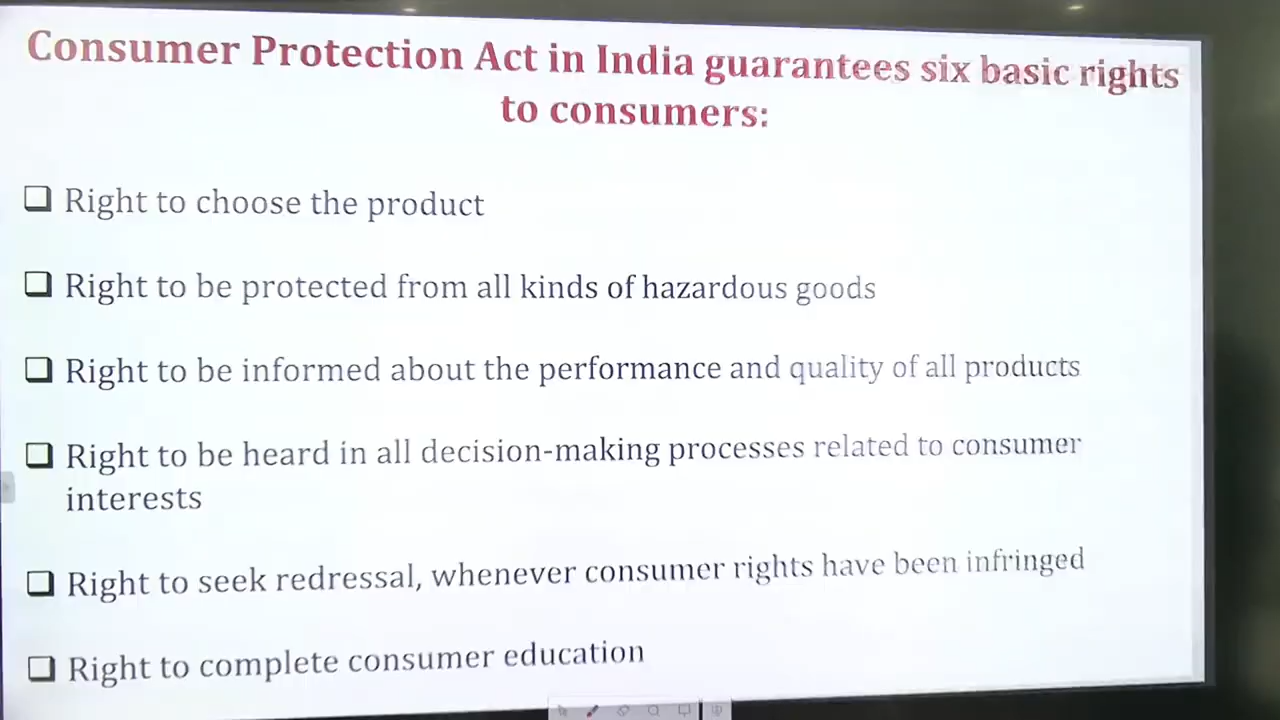 Consumer Protection Act in India guarantees six basic rights
to consumers:
Right to choose the product
Right to be protected from all kinds of hazardous goods
Right to be informed about the performance and quality of all products
Right to be heard in all decision-making processes related to consumer
interests
Right to seek redressal, whenever consumer rights have been infringed
Right to complete consumer education